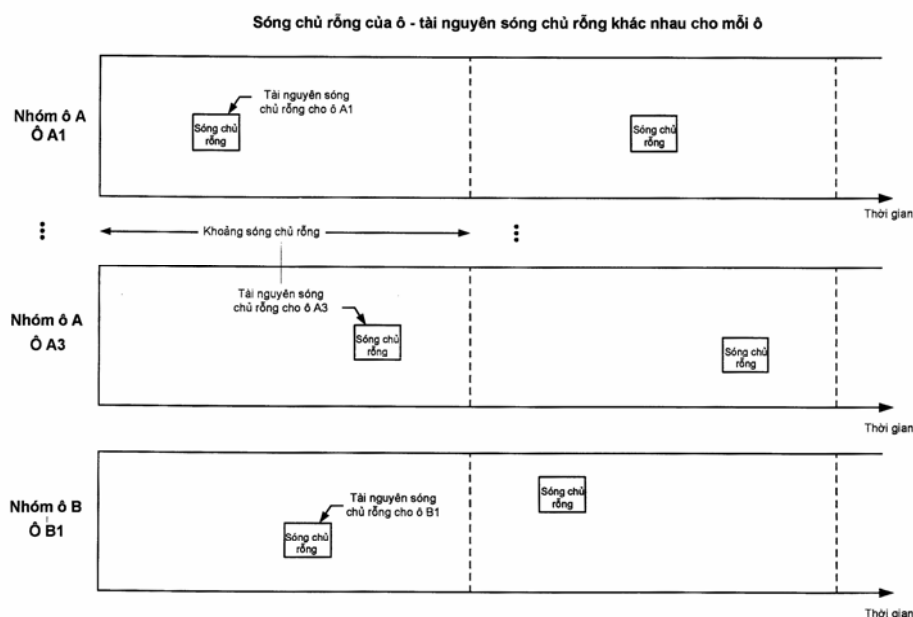 Sóng chủ rỗng của ô - tài nguyên sóng chủ rỗng khác nhau cho mỗi ô
Nhóm ô A
Ô A1
Tài nguyên sóng
chủ rỗng cho ô A1
Sóng chủ
rỗng
Sóng chủ
rỗng
Thời gian
Khoảng sóng chủ rỗng
Nhóm ô A
Ô A3
Tài nguyên sóng
chủ rỗng cho ô A3
Sóng chủ
rỗng
Sóng chủ
rỗng
Thời gian
Nhóm ô B
Ô B1
Tài nguyên sóng
chủ rỗng cho ô B1
Sóng chủ
rỗng
Sóng chủ
rỗng
Thời gian